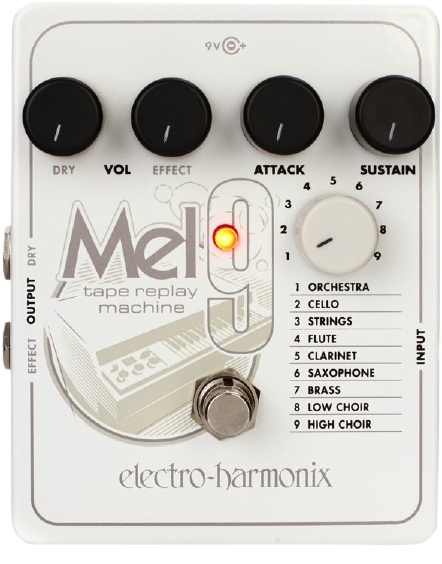 9V +
DRY VOL EFFECT ATTACK SUSTAIN
Mel9
tape replay
machine
1 2 3 4 5 6 7 8 9
1 ORCHESTRA
2 CELLO
3 STRINGS
4 FLUTE
5 CLARINET
6 SAXOPHONE
7 BRASS
8 LOW CHOIR
9 HIGH CHOIR
EFFECT OUTPUT DRY
INPUT
electro-harmonix